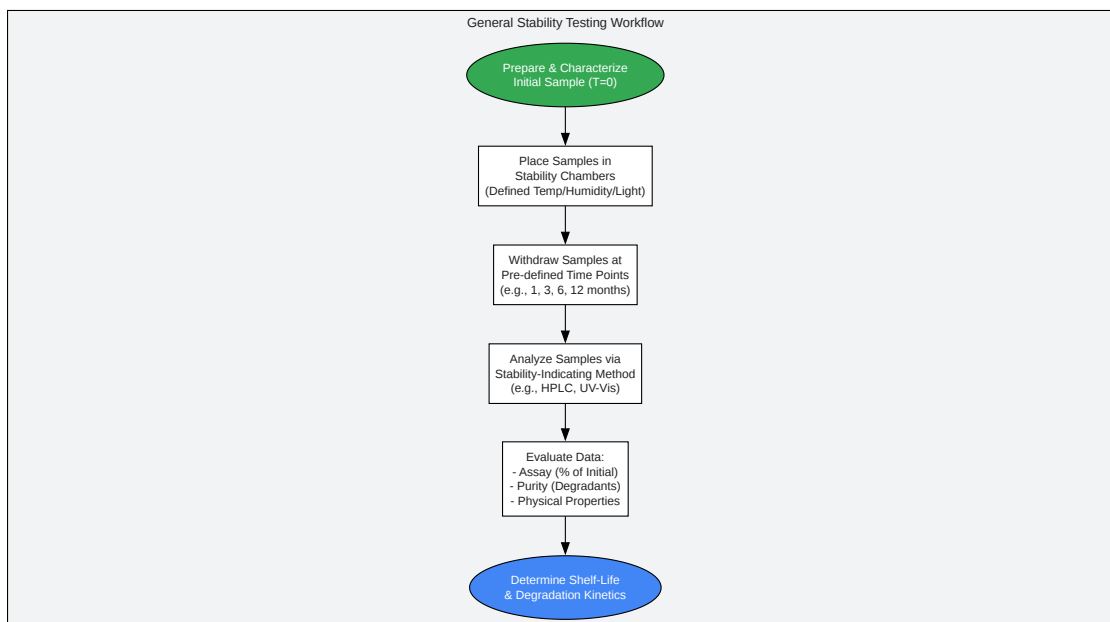 General Stability Testing Workflow
Prepare & Characterize
Initial Sample (T=0)
Place Samples in
Stability Chambers
(Defined Temp/Humidity/Light)
Withdraw Samples at
Pre-defined Time Points
(e.g., 1, 3, 6, 12 months)
Analyze Samples via
Stability-Indicating Method
(e.g., HPLC, UV-Vis)
Evaluate Data:
- Assay (% of Initial)
- Purity (Degradants)
- Physical Properties
Determine Shelf-Life
& Degradation Kinetics